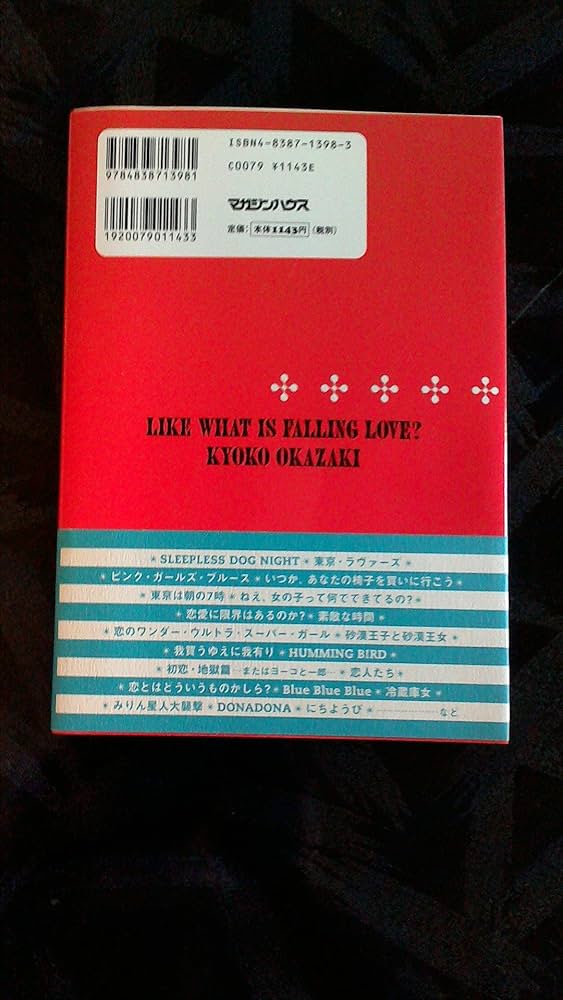 ISBN4-8387-1398-3
9784838713981
C0079 ¥1143E
マガジンハウス
1920079011433
定価：本体1143円（税別）
LIKE WHAT IS FALLING LOVE?
KYOKO OKAZAKI
＊SLEEPLESS DOG NIGHT＊東京・ラヴァーズ＊
＊ピンク・ガールズ・ブルース＊いつか、あなたの椅子を買いに行こう＊
＊東京は朝の7時＊ねえ、女の子って何でできてるの?＊
＊恋愛に限界はあるのか?＊素敵な時間＊
＊恋のワンダー・ウルトラ・スーパー・ガール＊砂漠王子と砂漠王女＊
＊我買うゆえに我有り＊HUMMING BIRD＊
＊初恋・地獄篇…またはヨーコと一郎…＊恋人たち＊
＊恋とはどういうものかしら?＊Blue Blue Blue＊冷蔵庫女＊
＊みりん星人大襲撃＊DONADONA＊にちようび＊————など